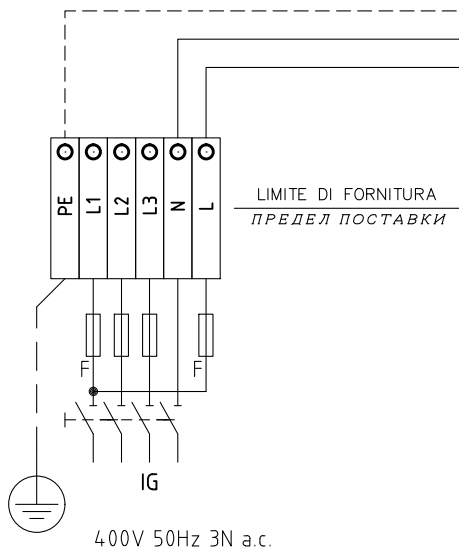 PE
L1
L2
L3
N
L
LIMITE DI FORNITURA
ПРЕДЕЛ ПОСТАВКИ
F
F
IG
400V 50Hz 3N a.c.